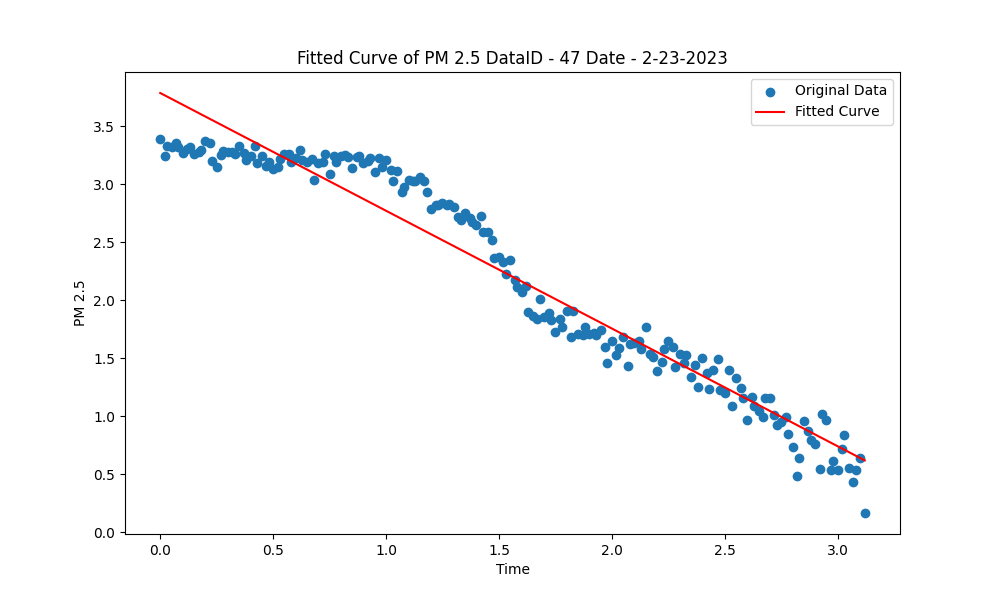 Fitted Curve of PM 2.5 DataID - 47 Date - 2-23-2023
Original Data
Fitted Curve
3.5
3.0
2.5
2.0
1.5
1.0
0.5
0.0
PM 2.5
0.0 0.5 1.0 1.5 2.0 2.5 3.0
Time